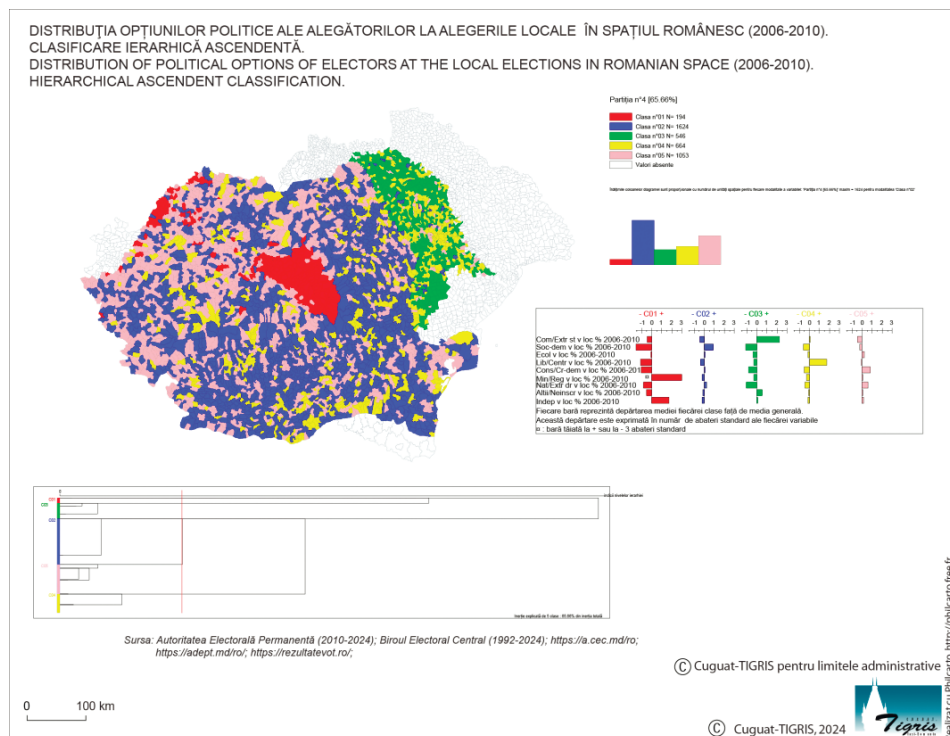 DISTRIBUŢIA OPȚIUNILOR POLITICE ALE ALEGĂTORILOR LA ALEGERILE LOCALE ÎN SPAȚIUL ROMÂNESC (2006-2010).
CLASIFICARE IERARHICĂ ASCENDENTĂ.
DISTRIBUTION OF POLITICAL OPTIONS OF ELECTORS AT THE LOCAL ELECTIONS IN ROMANIAN SPACE (2006-2010).
HIERARCHICAL ASCENDENT CLASSIFICATION.
Partiția n°4 [65.66%]
Clasa n°01 N= 194
Clasa n°02 N= 1624
Clasa n°03 N= 546
Clasa n°04 N= 664
Clasa n°05 N= 1053
Valori absente
- C01 + - C02 + - C03 + - C04 + - C05 +
-1 0 1 2 3 -1 0 1 2 3 -1 0 1 2 3 -1 0 1 2 3 -1 0 1 2 3
Com/Extr st v loc % 2006-2010
Soc-dem v loc % 2006-2010
Ecol v loc % 2006-2010
Lib/Centr v loc % 2006-2010
Cons/Cr-dem v loc % 2006-201
Min/Reg v loc % 2006-2010
Nat/Extr dr v loc % 2006-2010
Alții/Neinscr v loc % 2006-2010
Indep v loc % 2006-2010
Fiecare bară reprezintă depărtarea mediei fiecărei clase faţă de media generală.
Această depărtare este exprimată în număr de abateri standard ale fiecărei variabile
¤ : bară tăiată la + sau la - 3 abateri standard
0
C01
C03
C02
Sursa: Autoritatea Electorală Permanentă (2010-2024); Biroul Electoral Central (1992-2024); https://a.cec.md/ro;
https://adept.md/ro/; https://rezultatevot.ro/;
© Cuguat-TIGRIS pentru limitele administrative
0 100 km
© Cuguat-TIGRIS, 2024
Tigris